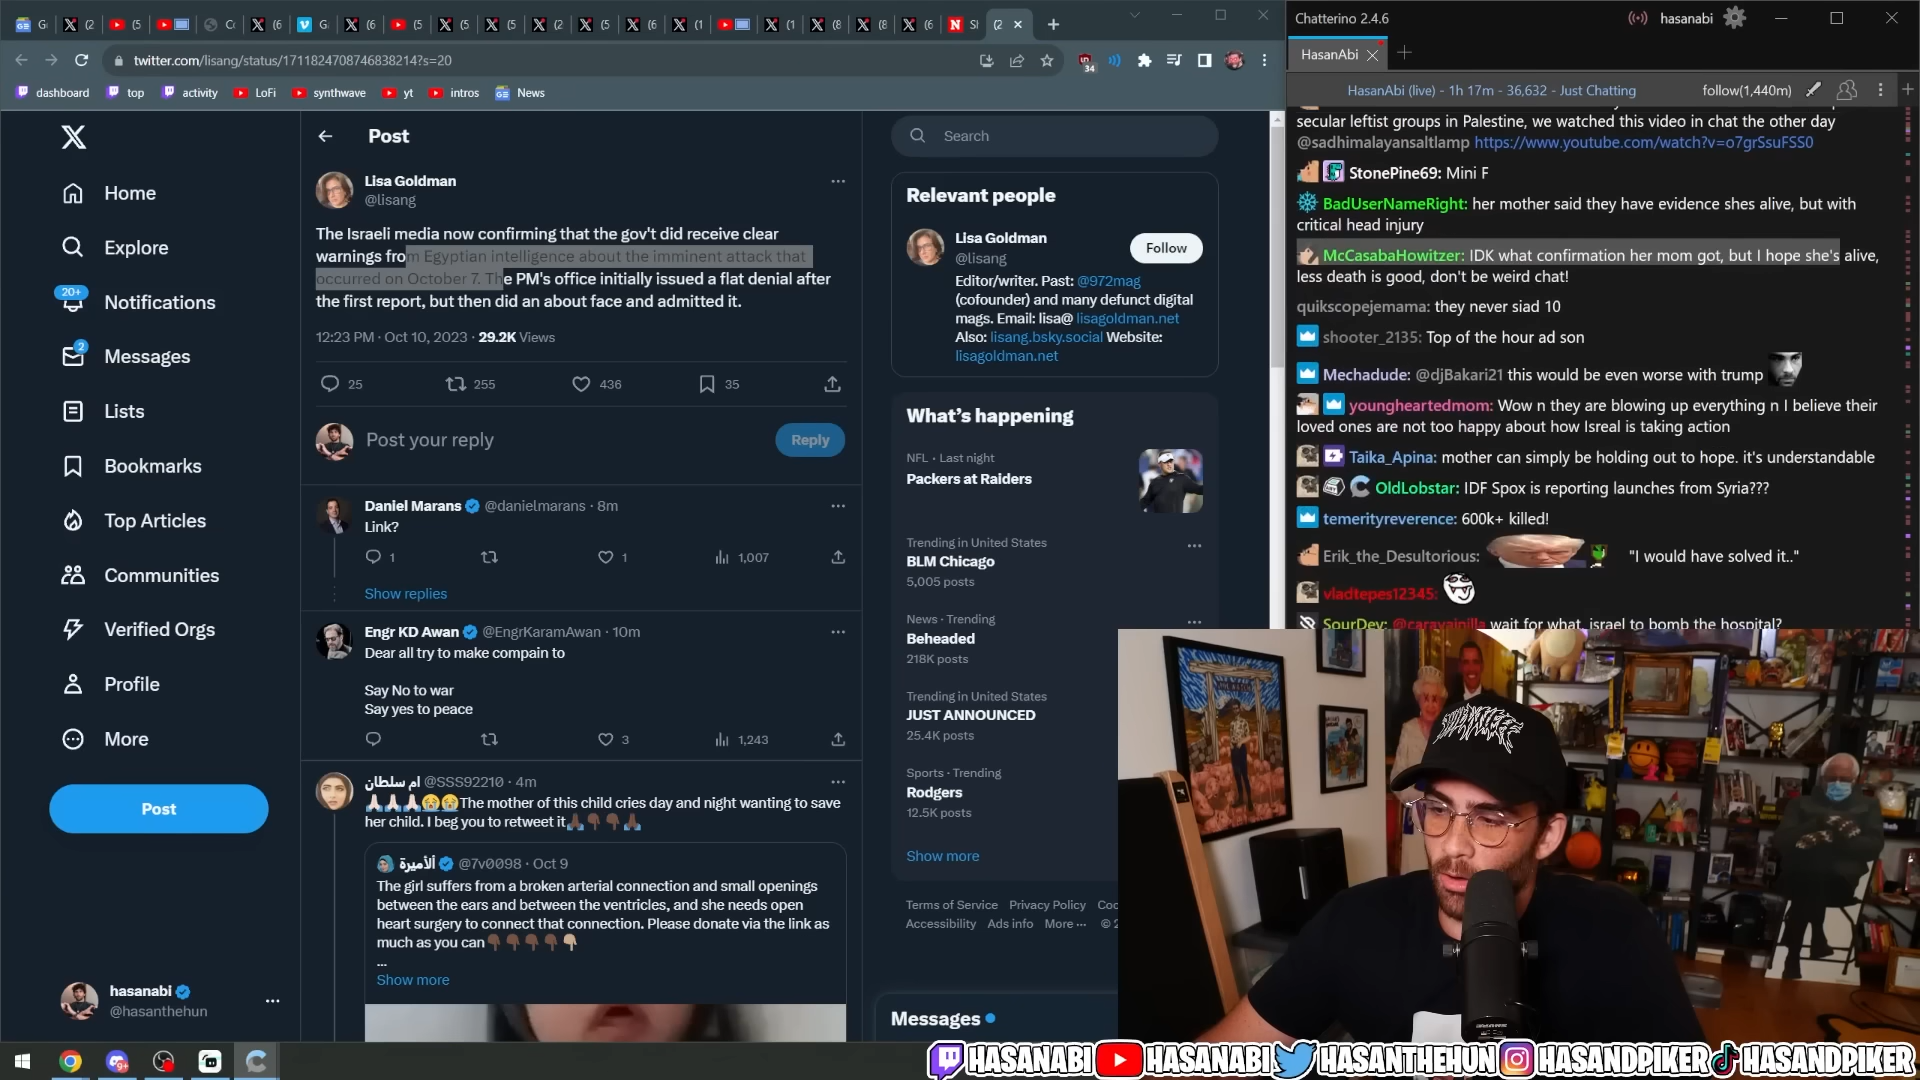 twitter.com/lisang/status/1711824708746838214?s=20
dashboard
top
activity
LoFi
synthwave
yt
intros
News
34
Home
Explore
20+
Notifications
2
Messages
Lists
Bookmarks
Top Articles
Communities
Verified Orgs
Profile
More
Post
hasanabi
@hasanthehun
Post
Lisa Goldman
@lisang
The Israeli media now confirming that the gov't did receive clear
warnings from Egyptian intelligence about the imminent attack that
occurred on October 7. The PM's office initially issued a flat denial after
the first report, but then did an about face and admitted it.
12:23 PM · Oct 10, 2023 · 29.2K Views
25
255
436
35
Post your reply
Reply
Daniel Marans @danielmarans · 8m
Link?
1
1
1,007
Show replies
Engr KD Awan @EngrKaramAwan · 10m
Dear all try to make compain to
Say No to war
Say yes to peace
3
1,243
ام سلطان @SSS92210 · 4m
The mother of this child cries day and night wanting to save
her child. I beg you to retweet it
ألأميرة @7v0098 · Oct 9
The girl suffers from a broken arterial connection and small openings
between the ears and between the ventricles, and she needs open
heart surgery to connect that connection. Please donate via the link as
much as you can
...
Show more
Search
Relevant people
Lisa Goldman
@lisang
Follow
Editor/writer. Past: @972mag
(cofounder) and many defunct digital
mags. Email: lisa@ lisagoldman.net
Also: lisang.bsky.social Website:
lisagoldman.net
What's happening
NFL · Last night
Packers at Raiders
Trending in United States
BLM Chicago
5,005 posts
News · Trending
Beheaded
218K posts
Trending in United States
JUST ANNOUNCED
25.4K posts
Sports · Trending
Rodgers
12.5K posts
Show more
Terms of Service Privacy Policy Coo
Accessibility Ads info More ··· © 2
Messages
Chatterino 2.4.6
hasanabi
HasanAbi
HasanAbi (live) - 1h 17m - 36,632 - Just Chatting
follow(1,440m)
secular leftist groups in Palestine, we watched this video in chat the other day
@sadhimalayansaltlamp https://www.youtube.com/watch?v=o7grSsuFSS0
StonePine69: Mini F
BadUserNameRight: her mother said they have evidence shes alive, but with
critical head injury
McCasabaHowitzer: IDK what confirmation her mom got, but I hope she's alive,
less death is good, don't be weird chat!
quikscopejemama: they never siad 10
shooter_2135: Top of the hour ad son
Mechadude: @djBakari21 this would be even worse with trump
youngheartedmom: Wow n they are blowing up everything n I believe their
loved ones are not too happy about how Isreal is taking action
Taika_Apina: mother can simply be holding out to hope. it's understandable
OldLobstar: IDF Spox is reporting launches from Syria???
temerityreverence: 600k+ killed!
Erik_the_Desultorious: "I would have solved it.."
vladtepes12345:
SourDev: @caravainilla wait for what, israel to bomb the hospital?
HASANABI HASANABI HASANTHEHUN HASANDPIKER HASANDPIKER